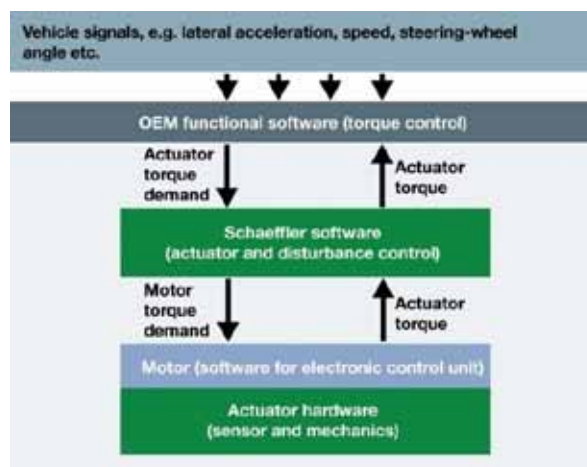 Vehicle signals, e.g. lateral acceleration, speed, steering-wheel
angle etc.
OEM functional software (torque control)
Actuator
torque
demand
Actuator
torque
Schaeffler software
(actuator and disturbance control)
Motor
torque
demand
Actuator
torque
Motor (software for electronic control unit)
Actuator hardware
(sensor and mechanics)